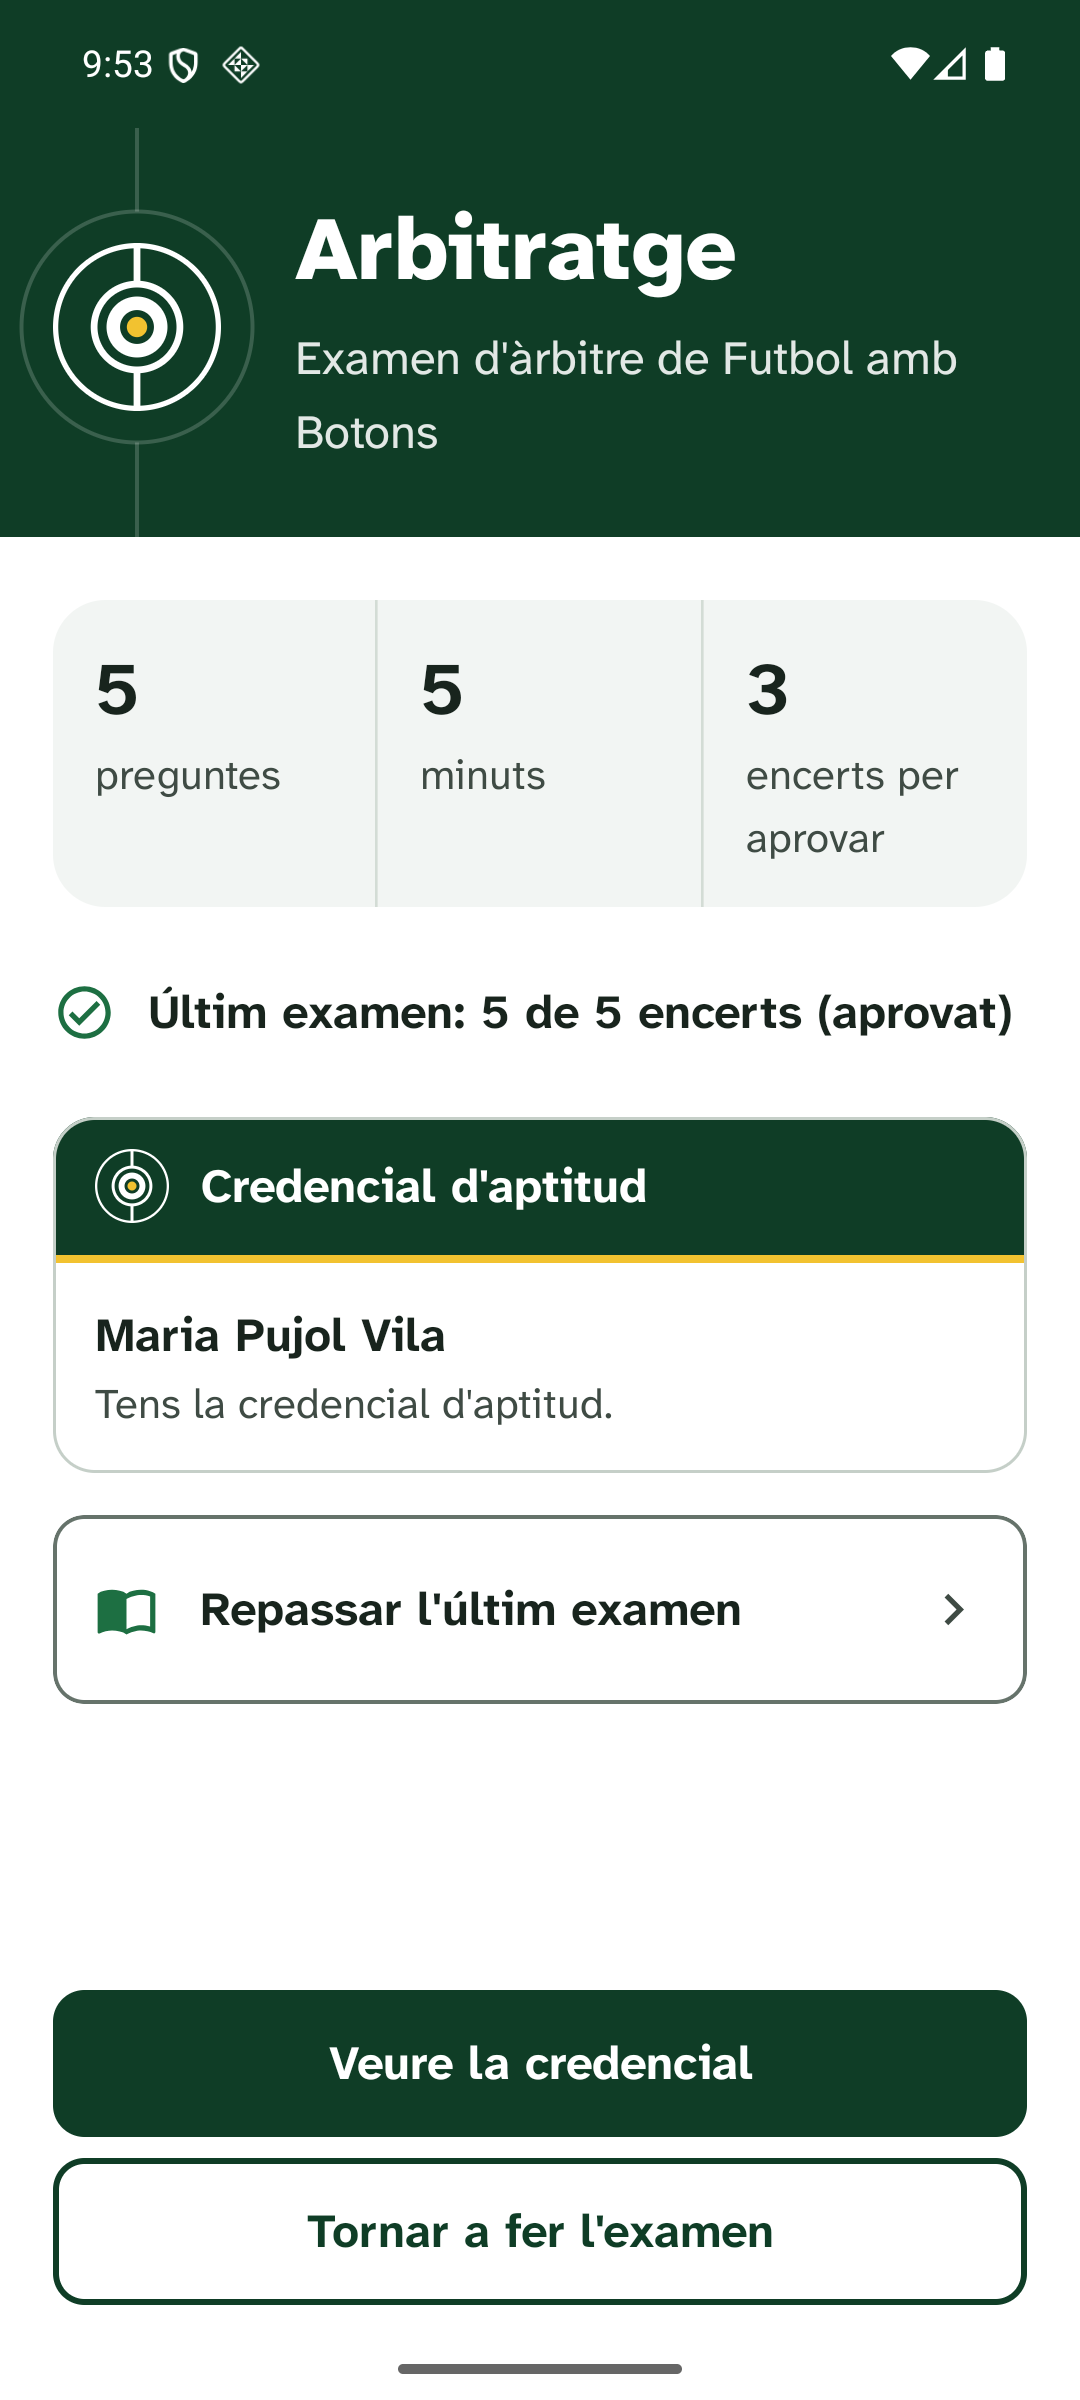 9:53
Arbitratge
Examen d'àrbitre de Futbol amb
Botons
5
preguntes
5
minuts
3
encerts per
aprovar
Últim examen: 5 de 5 encerts (aprovat)
Credencial d'aptitud
Maria Pujol Vila
Tens la credencial d'aptitud.
Repassar l'últim examen
Veure la credencial
Tornar a fer l'examen